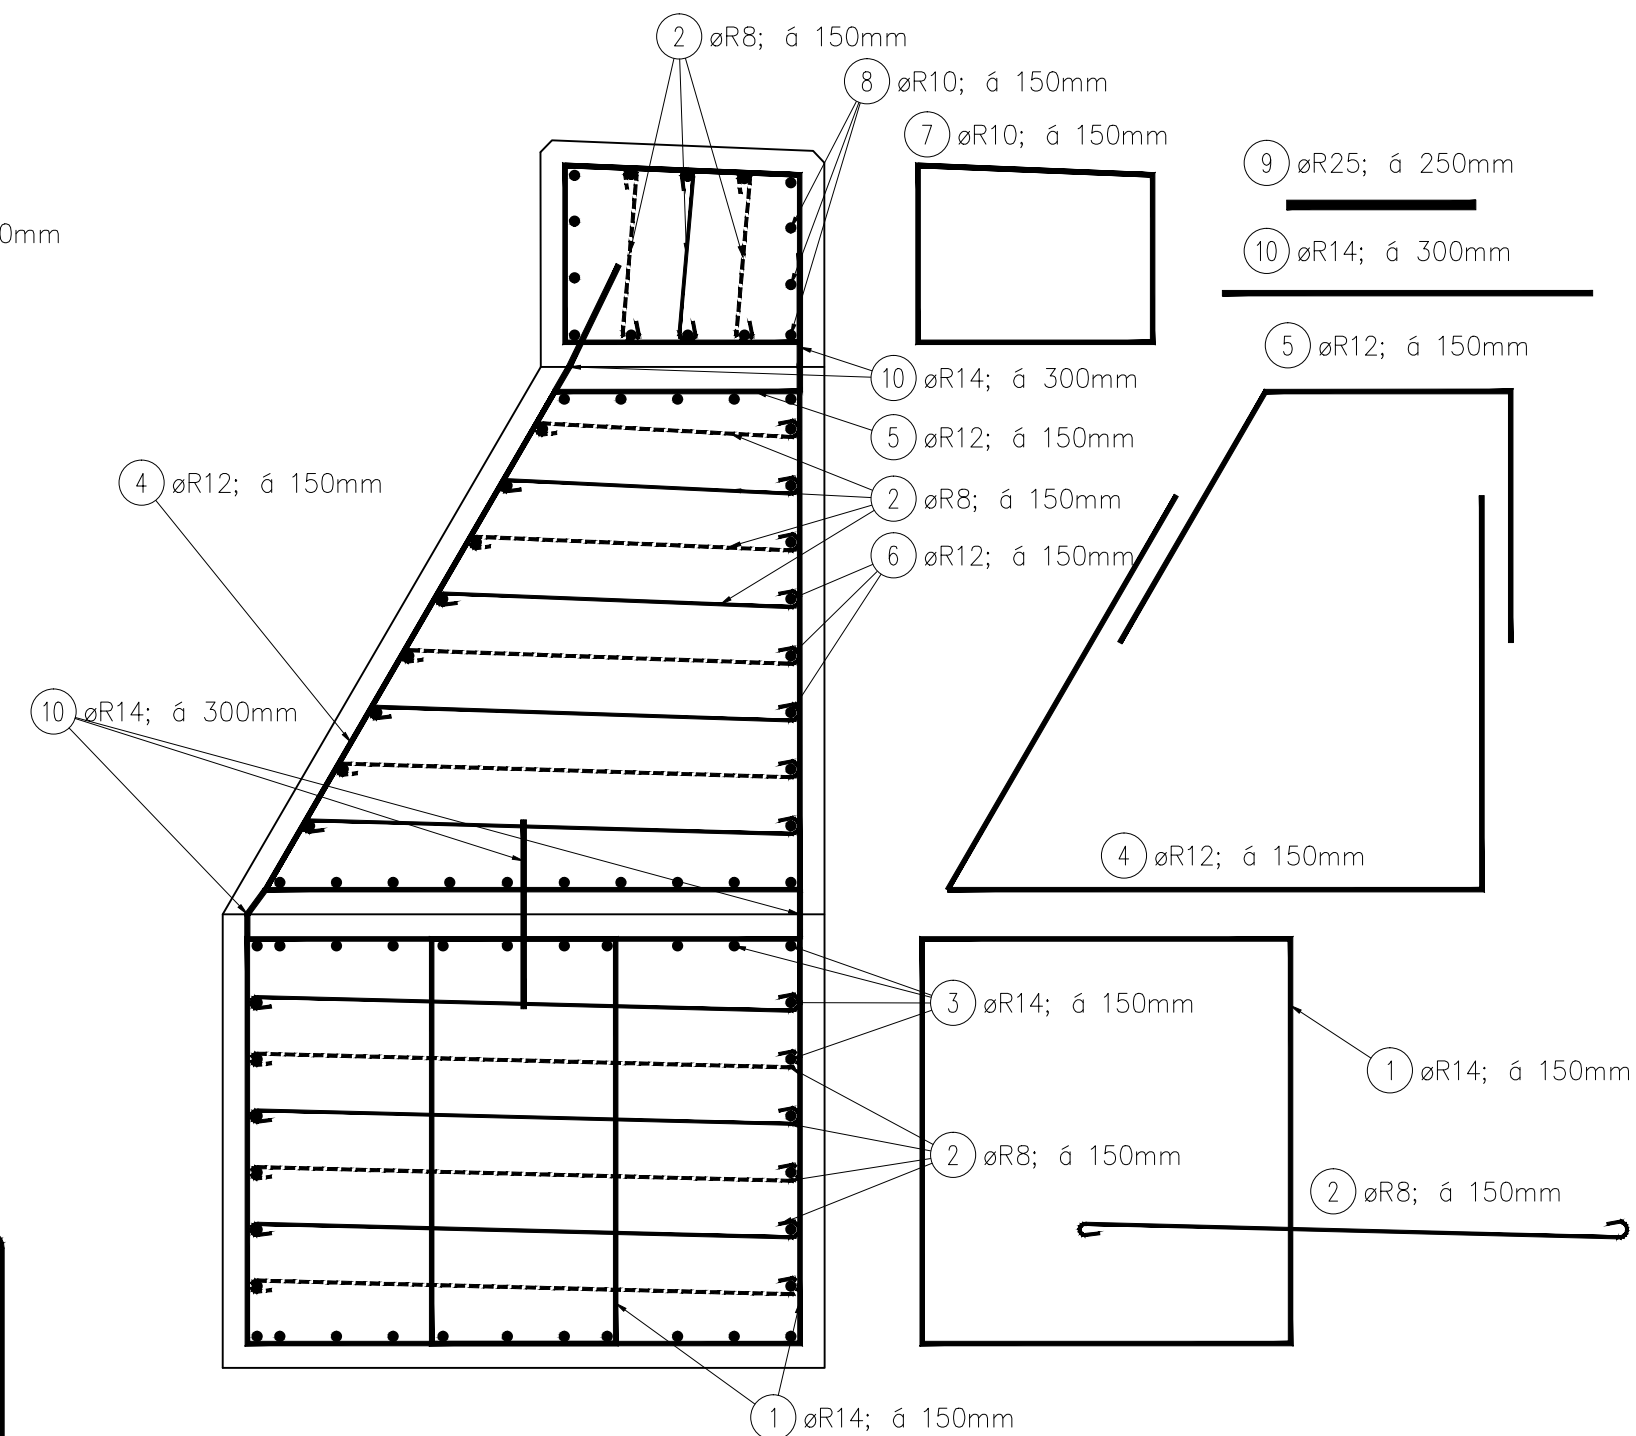 2 øR8; á 150mm
8 øR10; á 150mm
7 øR10; á 150mm
9 øR25; á 250mm
0mm
10 øR14; á 300mm
5 øR12; á 150mm
10 øR14; á 300mm
5 øR12; á 150mm
4 øR12; á 150mm
2 øR8; á 150mm
6 øR12; á 150mm
10 øR14; á 300mm
4 øR12; á 150mm
3 øR14; á 150mm
1 øR14; á 150mm
2 øR8; á 150mm
2 øR8; á 150mm
1 øR14; á 150mm